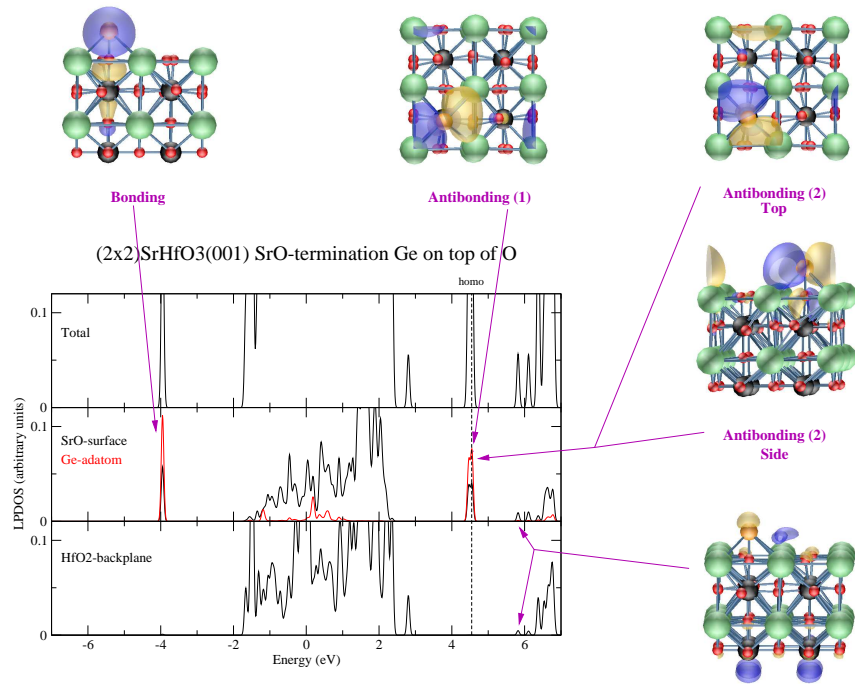 Bonding
Antibonding (1)
Antibonding (2)
Top
(2x2)SrHfO3(001) SrO-termination Ge on top of O
homo
0.1
Total
0
0.1
SrO-surface
Ge-adatom
Antibonding (2)
Side
LPDOS (arbitrary units)
0
0.1
HfO2-backplane
0
-6 -4 -2 0 2 4 6
Energy (eV)